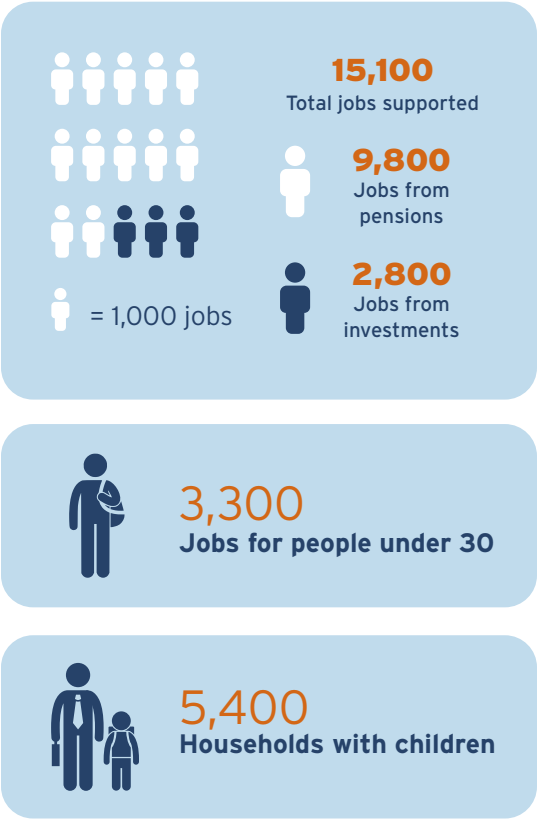 15,100
Total jobs supported
9,800
Jobs from
pensions
2,800
Jobs from
investments
= 1,000 jobs
3,300
Jobs for people under 30
5,400
Households with children